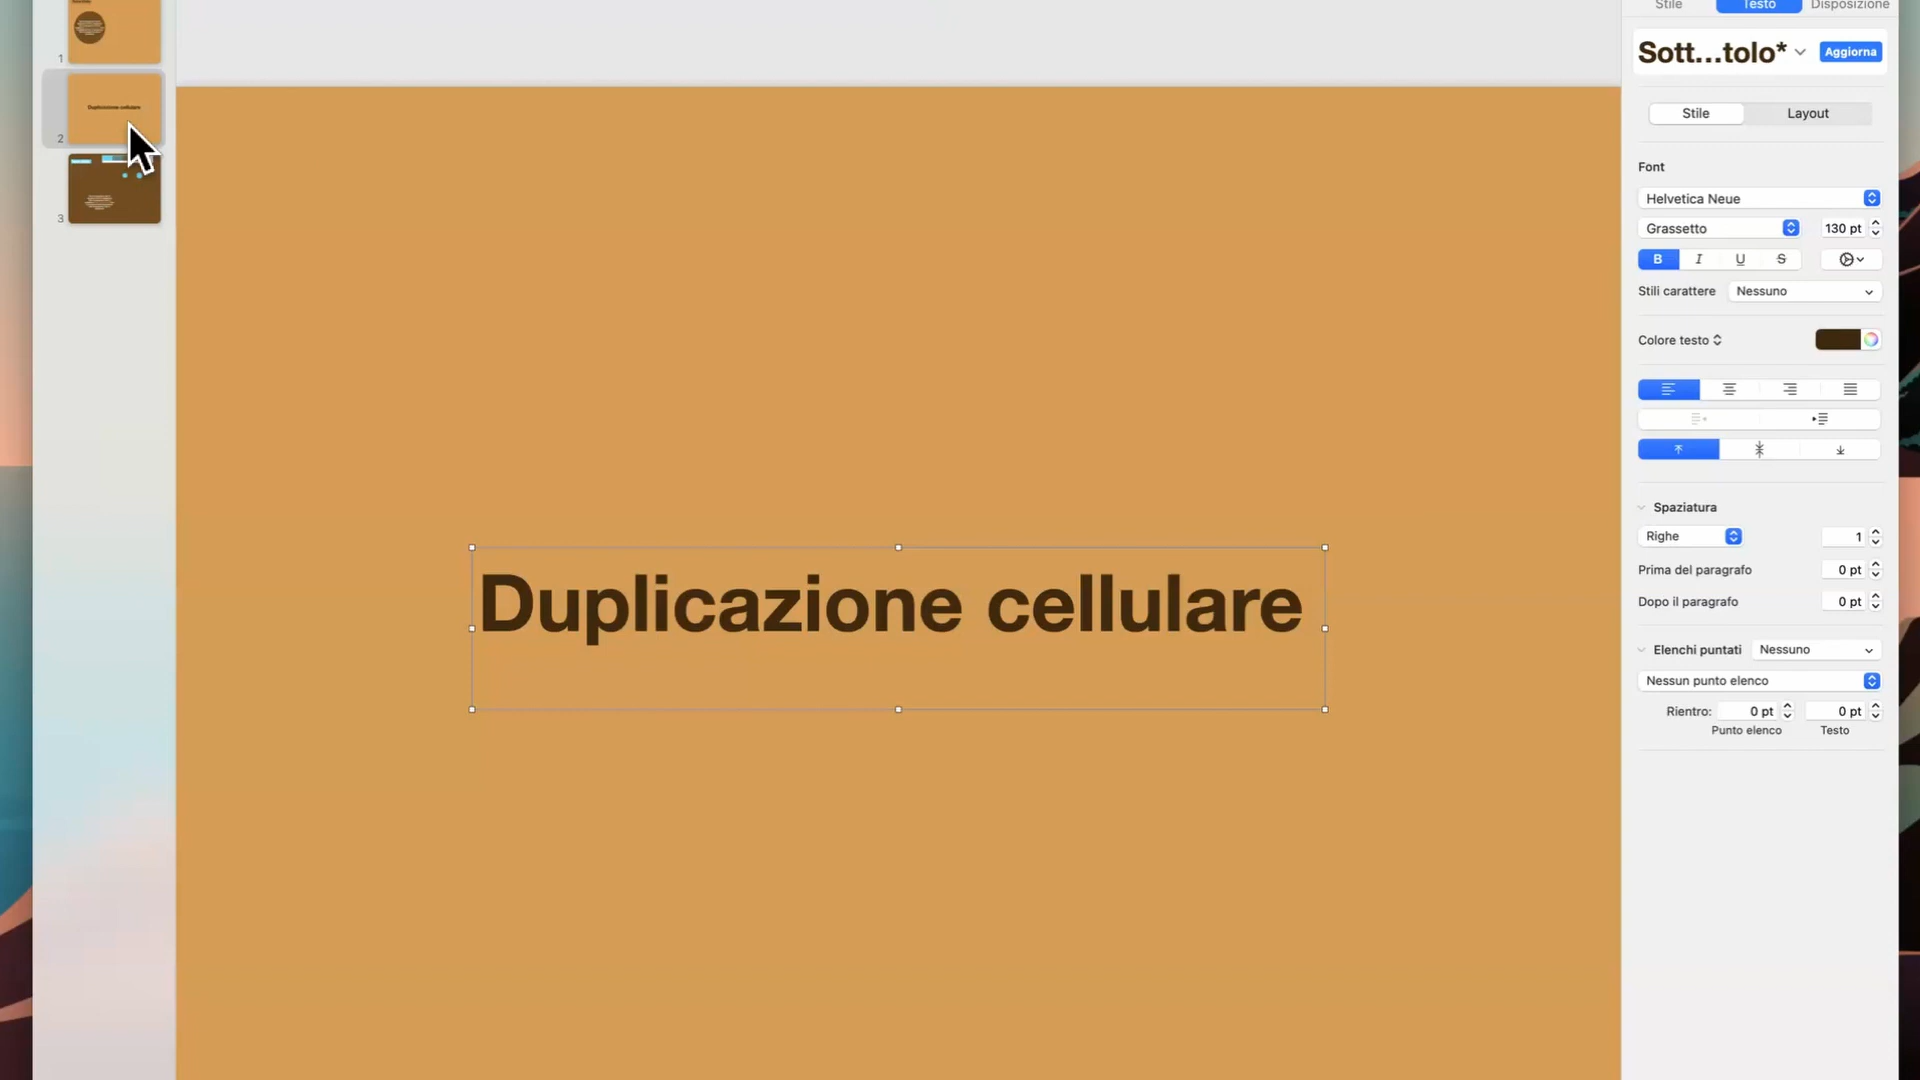 1
Duplicazione cellulare
2
3
Duplicazione cellulare
Stile Testo Disposizione
Sott...tolo* Aggiorna
Stile Layout
Font
Helvetica Neue
Grassetto 130 pt
B I U S
Stili carattere Nessuno
Colore testo
Spaziatura
Righe 1
Prima del paragrafo 0 pt
Dopo il paragrafo 0 pt
Elenchi puntati Nessuno
Nessun punto elenco
Rientro: 0 pt 0 pt
Punto elenco Testo